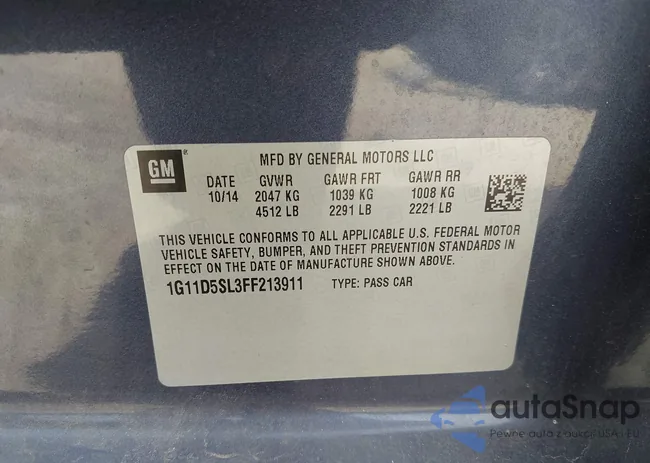 GM
MFD BY GENERAL MOTORS LLC
DATE GVWR GAWR FRT GAWR RR
10/14 2047 KG 1039 KG 1008 KG
4512 LB 2291 LB 2221 LB
THIS VEHICLE CONFORMS TO ALL APPLICABLE U.S. FEDERAL MOTOR
VEHICLE SAFETY, BUMPER, AND THEFT PREVENTION STANDARDS IN
EFFECT ON THE DATE OF MANUFACTURE SHOWN ABOVE.
1G11D5SL3FF213911 TYPE: PASS CAR
autaSnap
Pewne auta z aukcji USA i EU